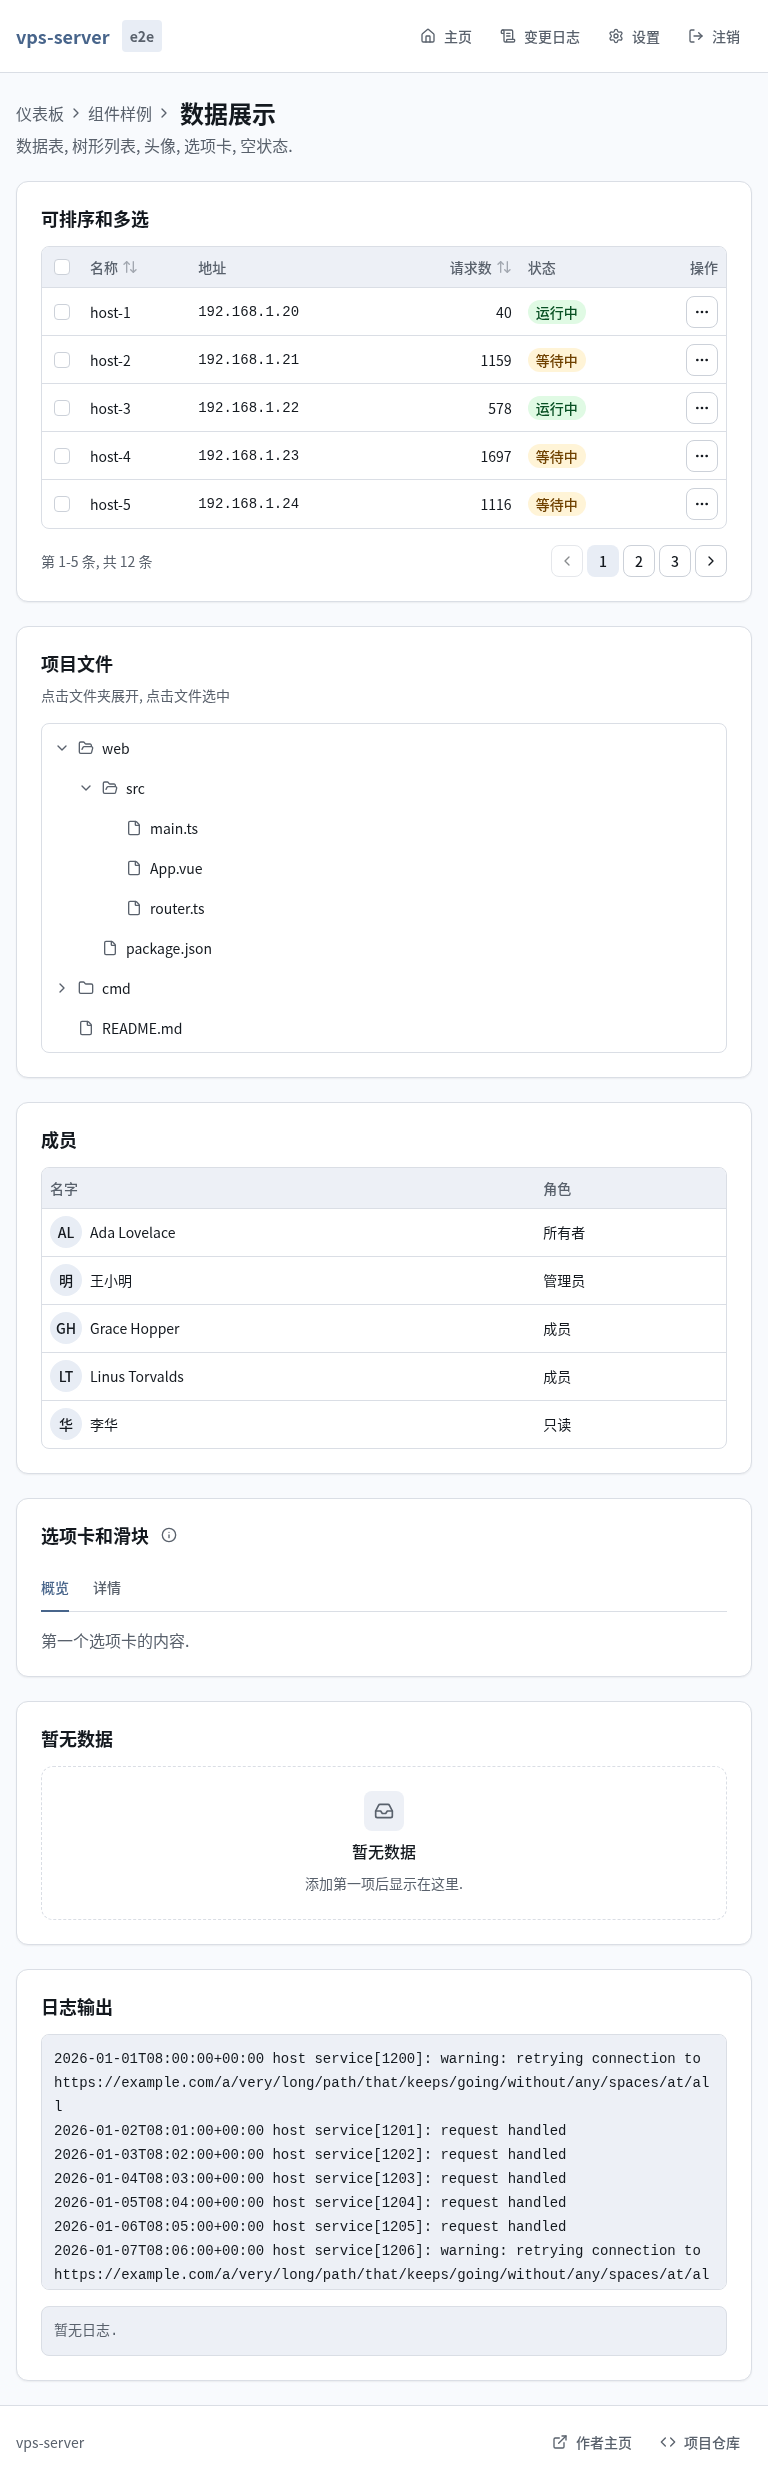 vps-server e2e 主页 变更日志 设置 注销
仪表板 组件样例 数据展示
数据表, 树形列表, 头像, 选项卡, 空状态.
可排序和多选
名称 地址 请求数 状态 操作
host-1 192.168.1.20 40 运行中
host-2 192.168.1.21 1159 等待中
host-3 192.168.1.22 578 运行中
host-4 192.168.1.23 1697 等待中
host-5 192.168.1.24 1116 等待中
第 1-5 条, 共 12 条 1 2 3
项目文件
点击文件夹展开, 点击文件选中
web
src
main.ts
App.vue
router.ts
package.json
cmd
README.md
成员
名字 角色
AL Ada Lovelace 所有者
明 王小明 管理员
GH Grace Hopper 成员
LT Linus Torvalds 成员
华 李华 只读
选项卡和滑块
概览 详情
第一个选项卡的内容.
暂无数据
暂无数据
添加第一项后显示在这里.
日志输出
2026-01-01T08:00:00+00:00 host service[1200]: warning: retrying connection to
https://example.com/a/very/long/path/that/keeps/going/without/any/spaces/at/al
l
2026-01-02T08:01:00+00:00 host service[1201]: request handled
2026-01-03T08:02:00+00:00 host service[1202]: request handled
2026-01-04T08:03:00+00:00 host service[1203]: request handled
2026-01-05T08:04:00+00:00 host service[1204]: request handled
2026-01-06T08:05:00+00:00 host service[1205]: request handled
2026-01-07T08:06:00+00:00 host service[1206]: warning: retrying connection to
https://example.com/a/very/long/path/that/keeps/going/without/any/spaces/at/al
暂无日志.
vps-server 作者主页 项目仓库